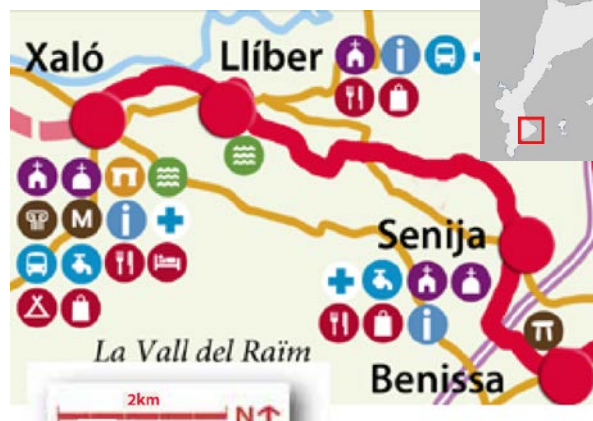 Xaló
Llíber
i
M
i
Senija
i
La Vall del Raïm
Benissa
2km
N